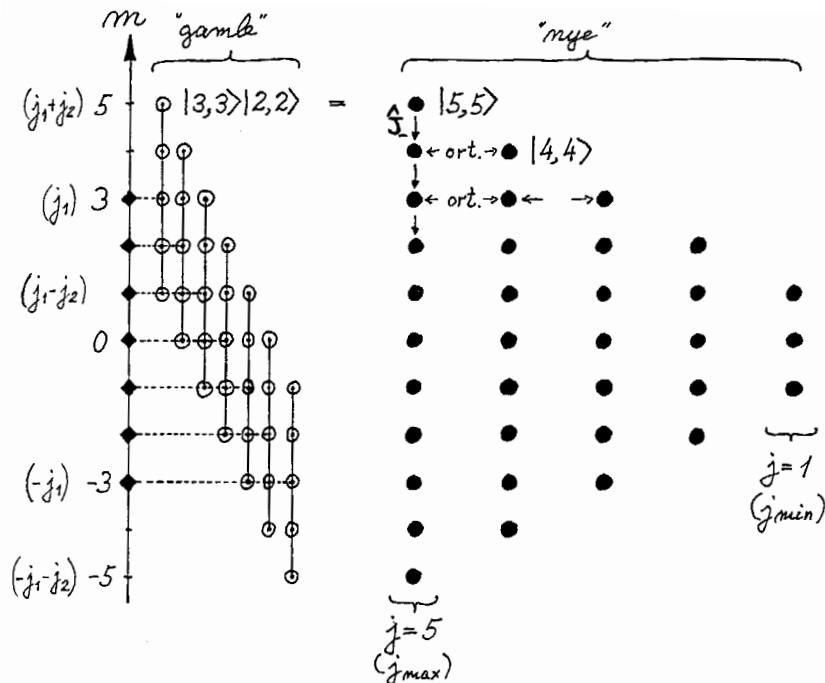 m "gamle" "nye"
(j₁+j₂) 5 |3,3⟩|2,2⟩ = |5,5⟩
Ĵ₋
← ort. → |4,4⟩
(j₁) 3 ← ort. → ← →
(j₁-j₂)
0
(-j₁) -3
j=1
(jmin)
(-j₁-j₂) -5
j=5
(jmax)